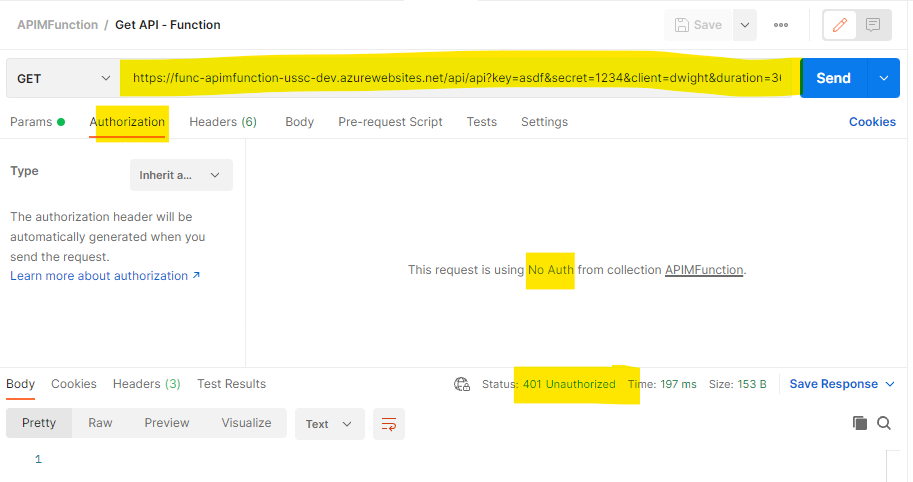 APIMFunction / Get API - Function
Save
GET
https://func-apimfunction-ussc-dev.azurewebsites.net/api/api?key=asdf&secret=1234&client=dwight&duration=3
Send
Params Authorization Headers (6) Body Pre-request Script Tests Settings Cookies
Type
Inherit a...
The authorization header will be
automatically generated when you
send the request.
Learn more about authorization ↗
This request is using No Auth from collection APIMFunction.
Body Cookies Headers (3) Test Results Status: 401 Unauthorized Time: 197 ms Size: 153 B Save Response
Pretty Raw Preview Visualize Text
1